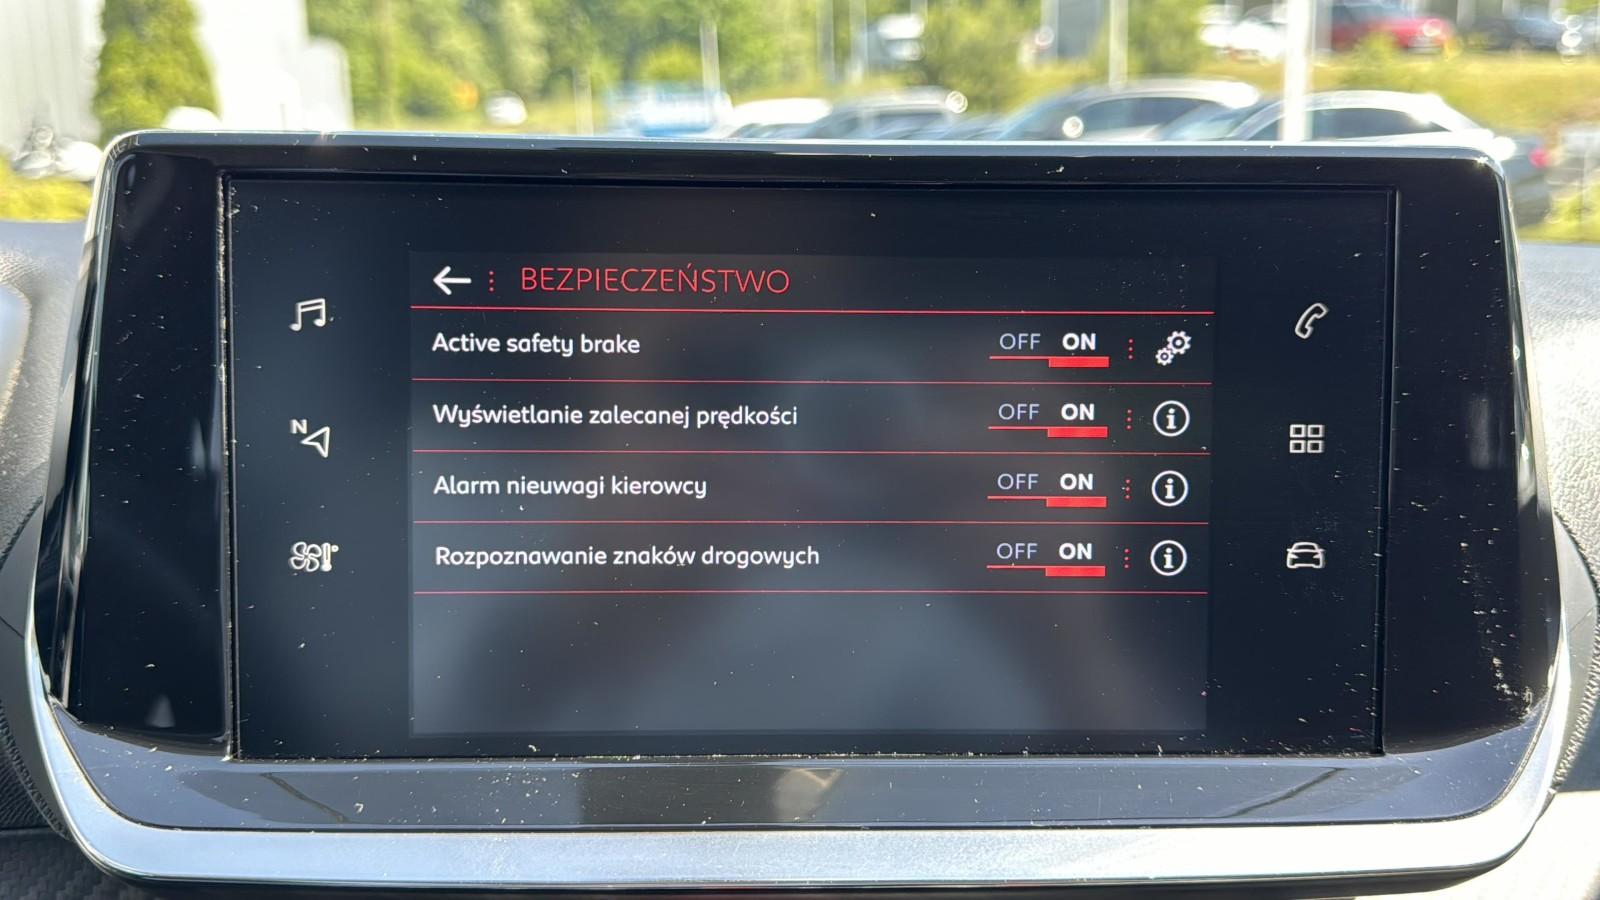 BEZPIECZEŃSTWO
Active safety brake OFF ON
Wyświetlanie zalecanej prędkości OFF ON
N
Alarm nieuwagi kierowcy OFF ON
Rozpoznawanie znaków drogowych OFF ON